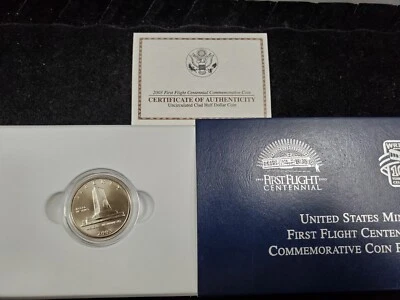 2003 First Flight Centennial Commemorative Coin
CERTIFICATE OF AUTHENTICITY
Uncirculated Clad Half Dollar Coin
FIRST FLIGHT
CENTENNIAL
UNITED STATES MIN
FIRST FLIGHT CENTEN
COMMEMORATIVE COIN P
2003